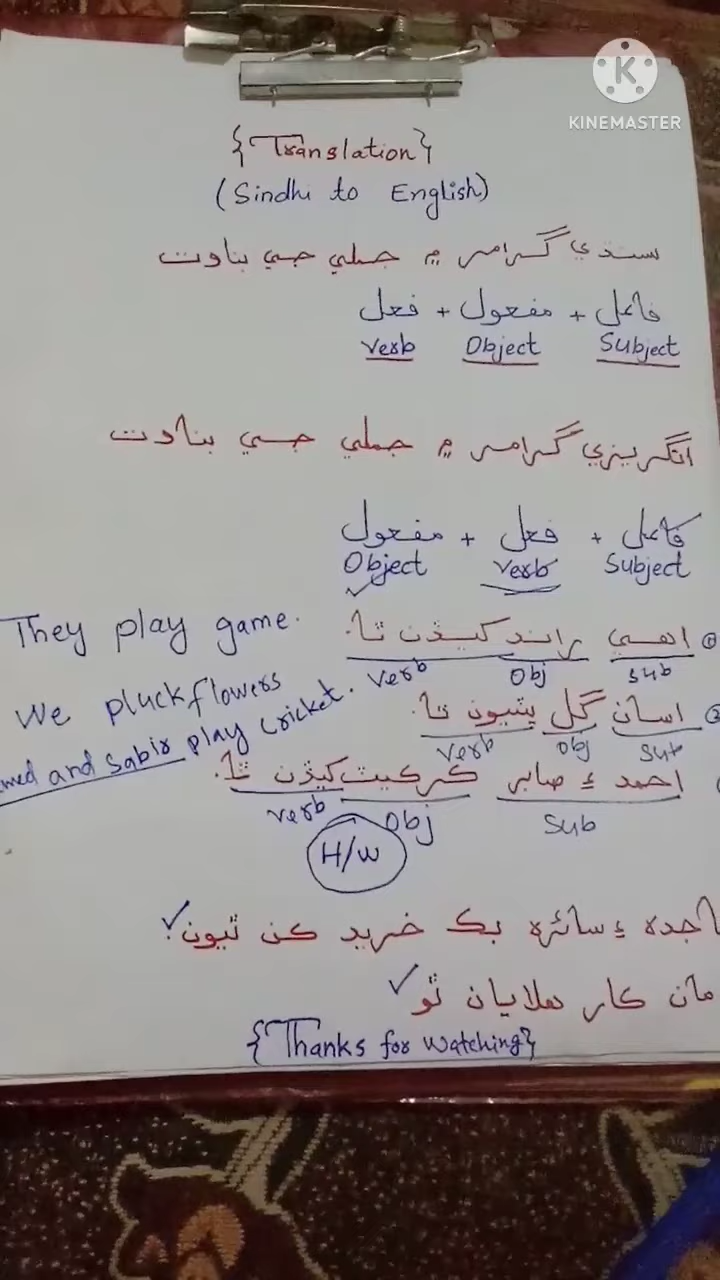 KINEMASTER
{Translation}
(Sindhi to English)
سنڌي گرامر ۾ جملي جي بناوت
فاعل + مفعول + فعل
Subject Object Verb
انگريزي گرامر ۾ جملي جي بناوت
فاعل + فعل + مفعول
Subject Verb Object
اهي راند کيڏن ٿا.
They play game.
Sub Obj Verb
اسان گل پٽيون ٿا.
We pluck flowers
Sub Obj Verb
احمد ۽ صابر ڪرڪيٽ کيڏن ٿا.
and Sabir play cricket.
Sub Obj Verb
H/W
۽ سائره بڪ خريد ڪن ٿيون.
مان ڪار هلايان ٿو
{Thanks for watching}